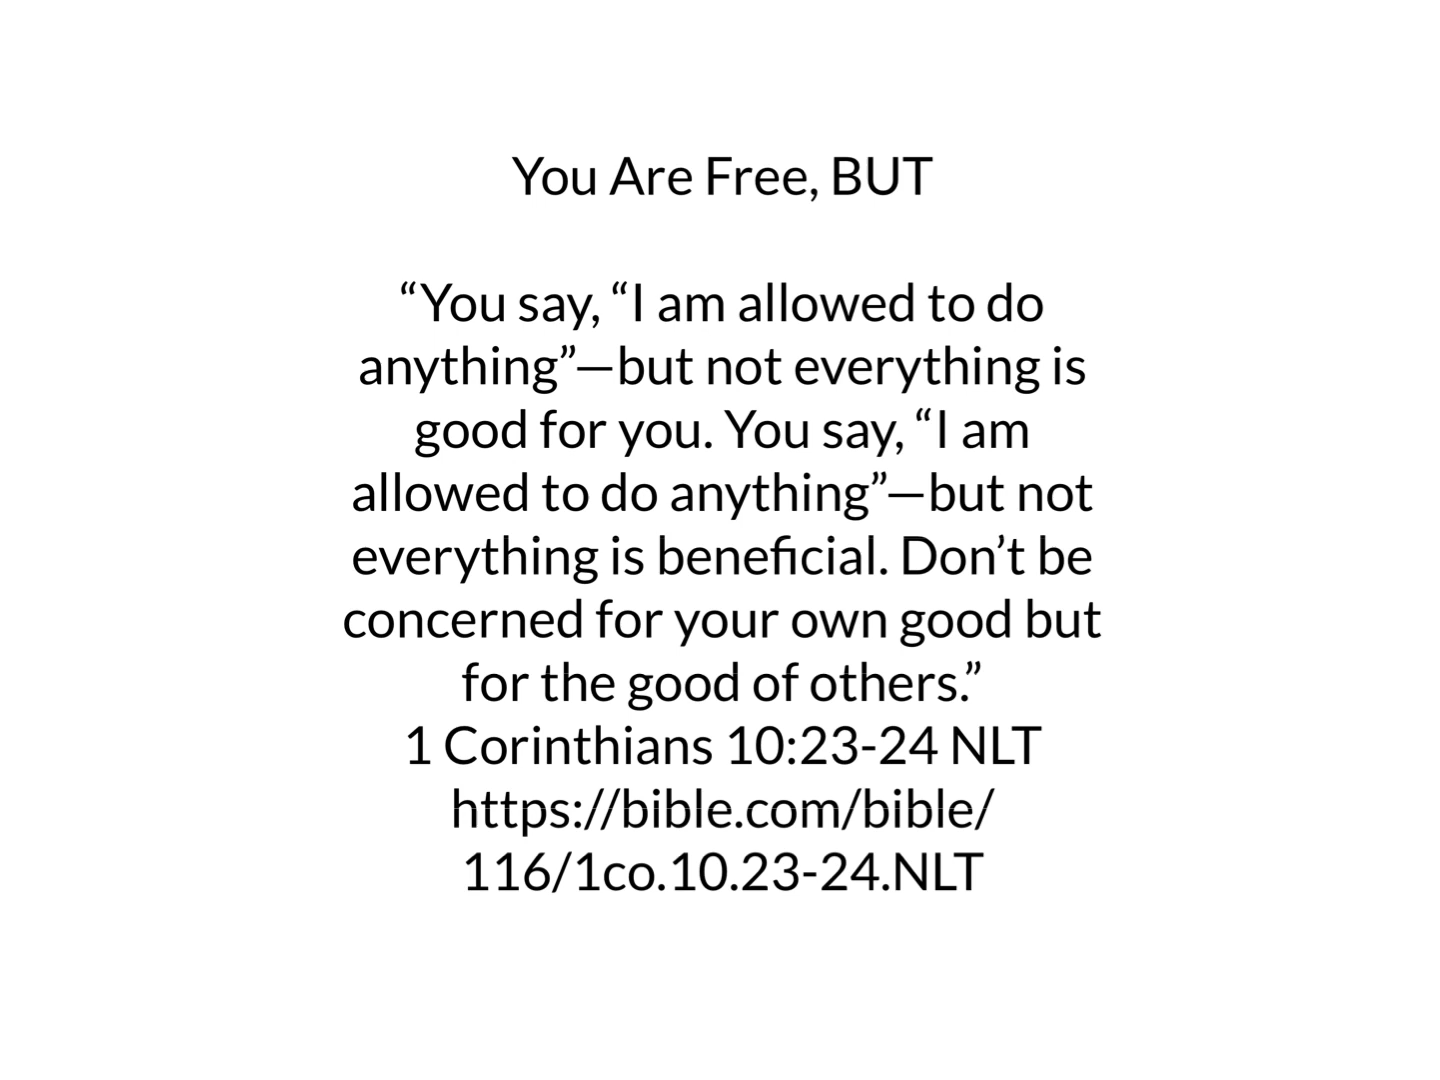 You Are Free, BUT
“You say, “I am allowed to do
anything”—but not everything is
good for you. You say, “I am
allowed to do anything”—but not
everything is beneficial. Don’t be
concerned for your own good but
for the good of others.”
1 Corinthians 10:23-24 NLT
https://bible.com/bible/
116/1co.10.23-24.NLT